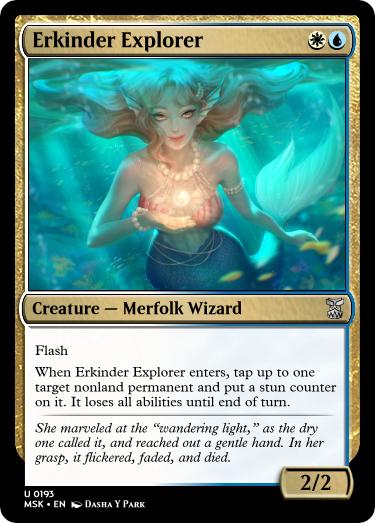 Erkinder Explorer
Creature — Merfolk Wizard
Flash
When Erkinder Explorer enters, tap up to one
target nonland permanent and put a stun counter
on it. It loses all abilities until end of turn.
She marveled at the “wandering light,” as the dry
one called it, and reached out a gentle hand. In her
grasp, it flickered, faded, and died.
2/2
U 0193
MSK • EN Dasha Y Park